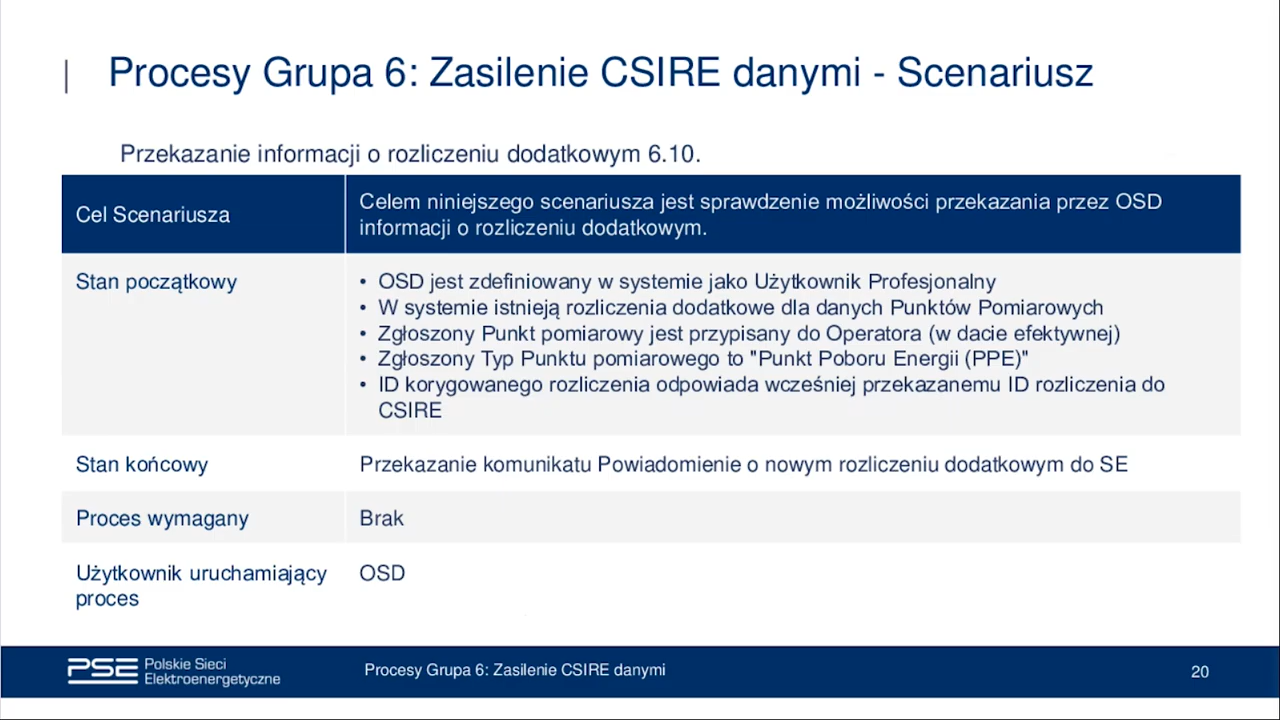 Procesy Grupa 6: Zasilenie CSIRE danymi - Scenariusz
Przekazanie informacji o rozliczeniu dodatkowym 6.10.
Cel Scenariusza
Celem niniejszego scenariusza jest sprawdzenie możliwości przekazania przez OSD
informacji o rozliczeniu dodatkowym.
Stan początkowy
• OSD jest zdefiniowany w systemie jako Użytkownik Profesjonalny
• W systemie istnieją rozliczenia dodatkowe dla danych Punktów Pomiarowych
• Zgłoszony Punkt pomiarowy jest przypisany do Operatora (w dacie efektywnej)
• Zgłoszony Typ Punktu pomiarowego to "Punkt Poboru Energii (PPE)"
• ID korygowanego rozliczenia odpowiada wcześniej przekazanemu ID rozliczenia do
CSIRE
Stan końcowy
Przekazanie komunikatu Powiadomienie o nowym rozliczeniu dodatkowym do SE
Proces wymagany
Brak
Użytkownik uruchamiający
proces
OSD
PSE
Polskie Sieci
Elektroenergetyczne
Procesy Grupa 6: Zasilenie CSIRE danymi
20